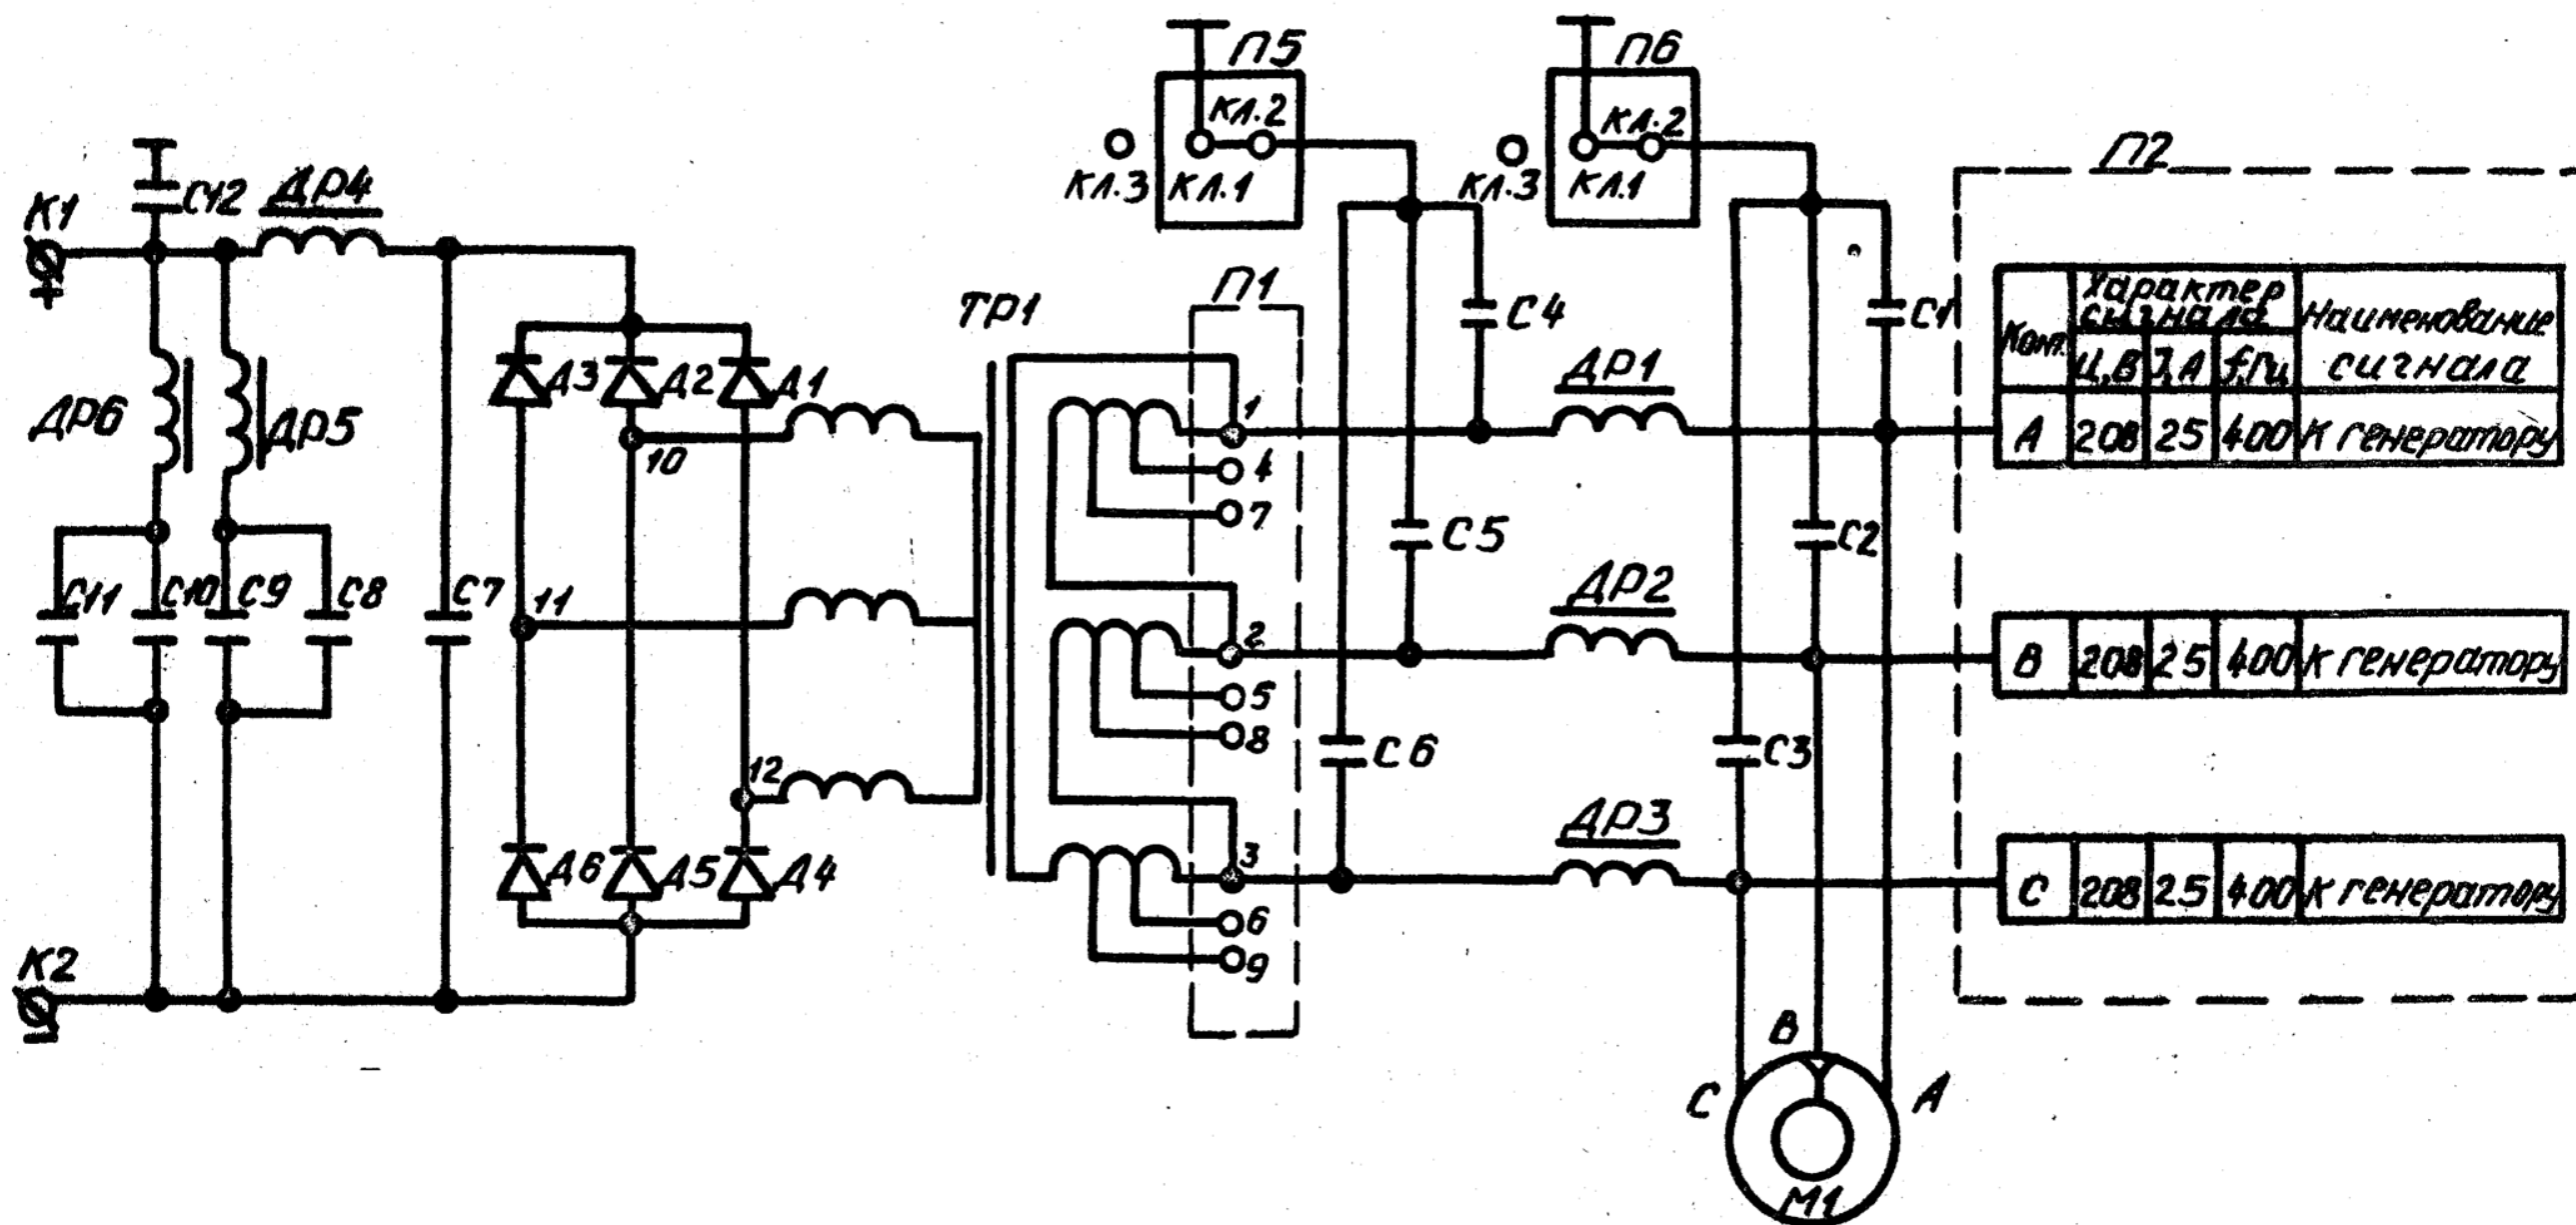 П5
П6
КЛ.2
КЛ.2
КЛ.3
КЛ.1
КЛ.3
КЛ.1
П2
К1
+
С12
ДР4
ТР1
П1
С4
С1
ДР1
Конт.
Характер сигнала
Наименование сигнала
U,В
J,А
f,Гц
А
208
25
400
К генератору
Д3
Д2
Д1
ДР6
ДР5
10
1
4
7
С5
С2
ДР2
С11
С10
С9
С8
С7
11
2
5
8
В
208
25
400
К генератору
С6
С3
12
ДР3
Д6
Д5
Д4
3
6
9
С
208
25
400
К генератору
К2
-
В
С
А
М1